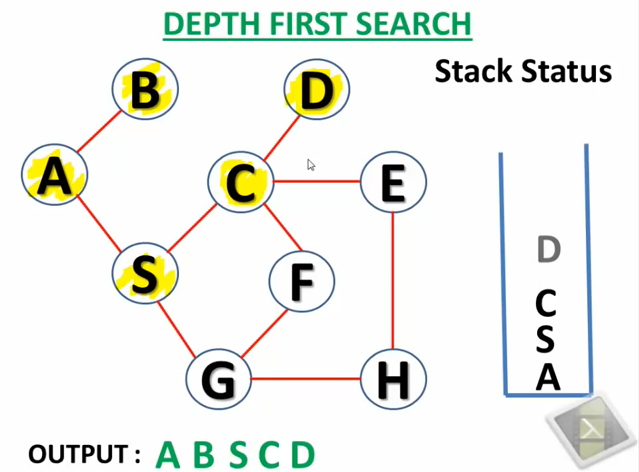 DEPTH FIRST SEARCH
Stack Status
B
D
A
C
E
S
F
G
H
D
C
S
A
OUTPUT : A B S C D